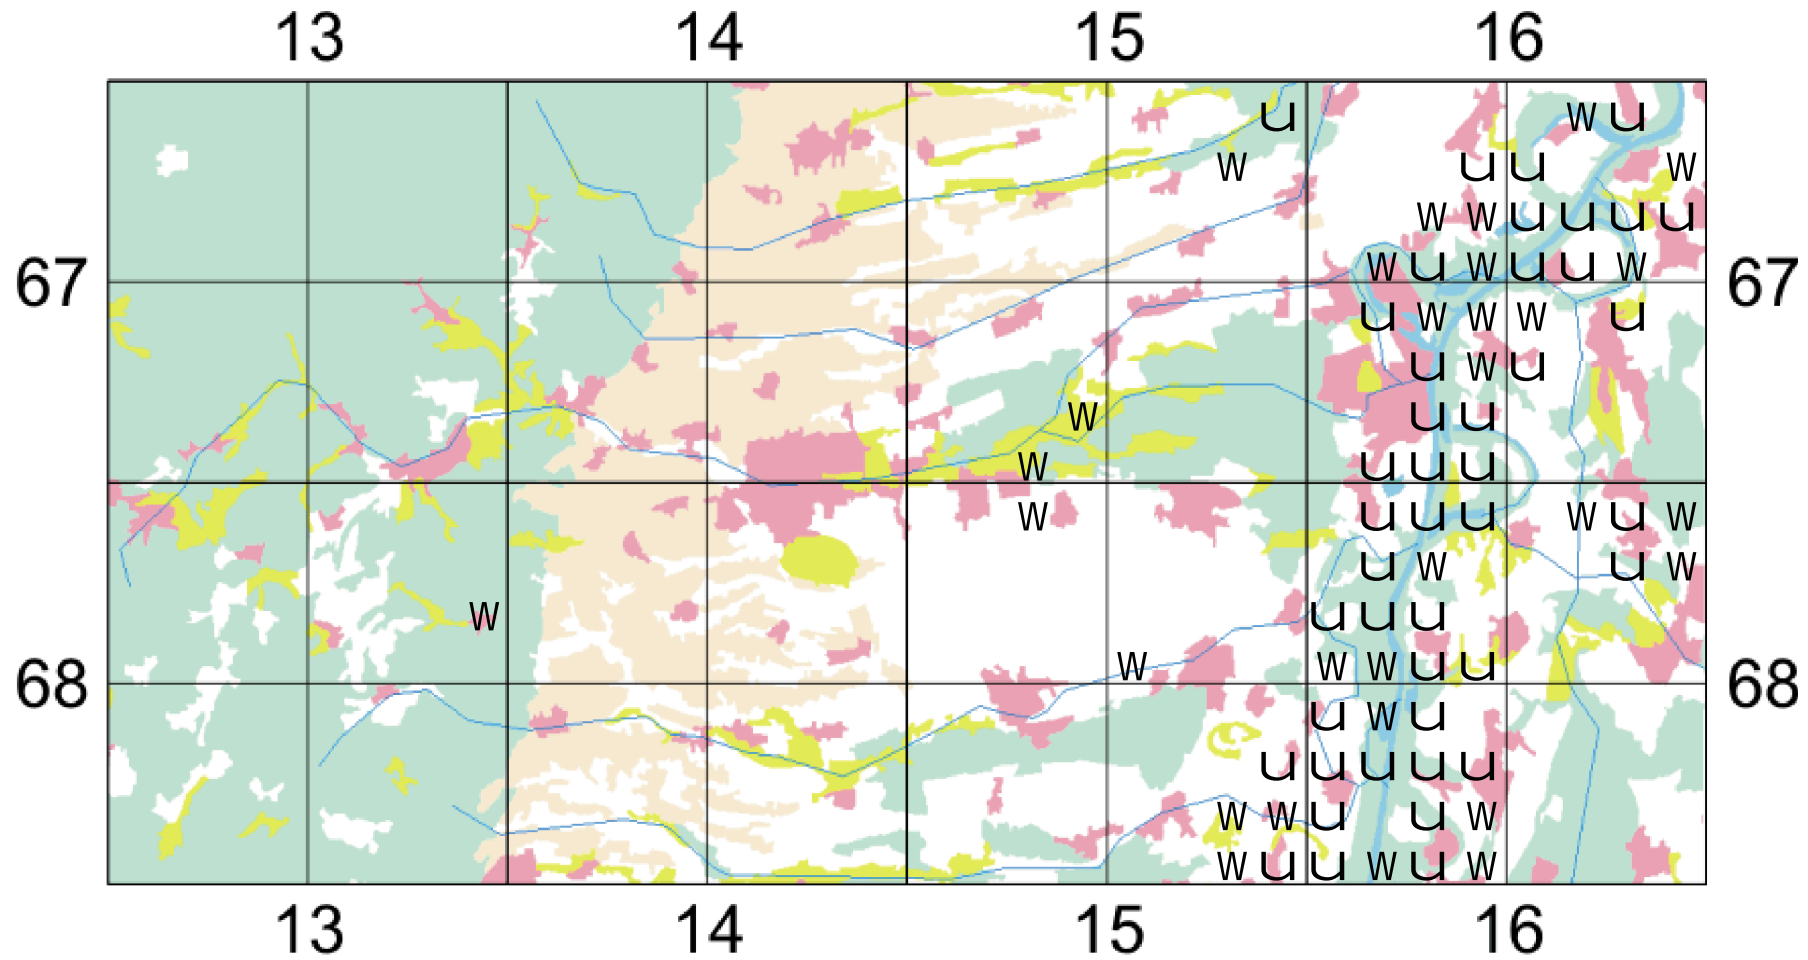 13 14 15 16
u w u
w u u w
w w u u u u
67 w u w u u w 67
u w w w u
u w u
w u u
w u u u
w u u u w u w
u w u w
w u u u
w w w u u
68 68
u w u
u u u u u
w w u u w
w u u w u w
13 14 15 16